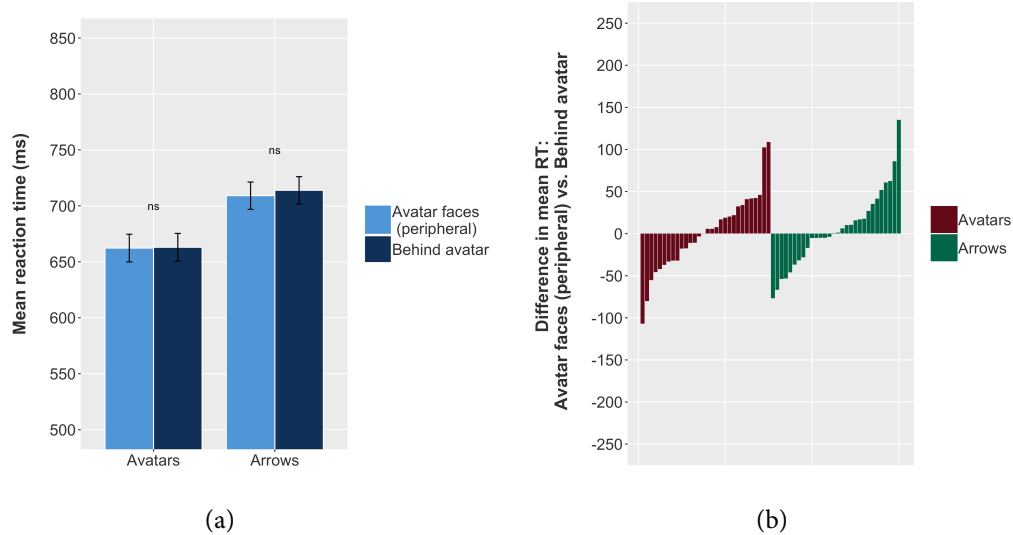 Mean reaction time (ms)
850
800
750
700
650
600
550
500
ns
ns
Avatars
Arrows
Avatar faces
(peripheral)
Behind avatar
(a)
Difference in mean RT:
Avatar faces (peripheral) vs. Behind avatar
250
200
150
100
50
0
-50
-100
-150
-200
-250
Avatars
Arrows
(b)